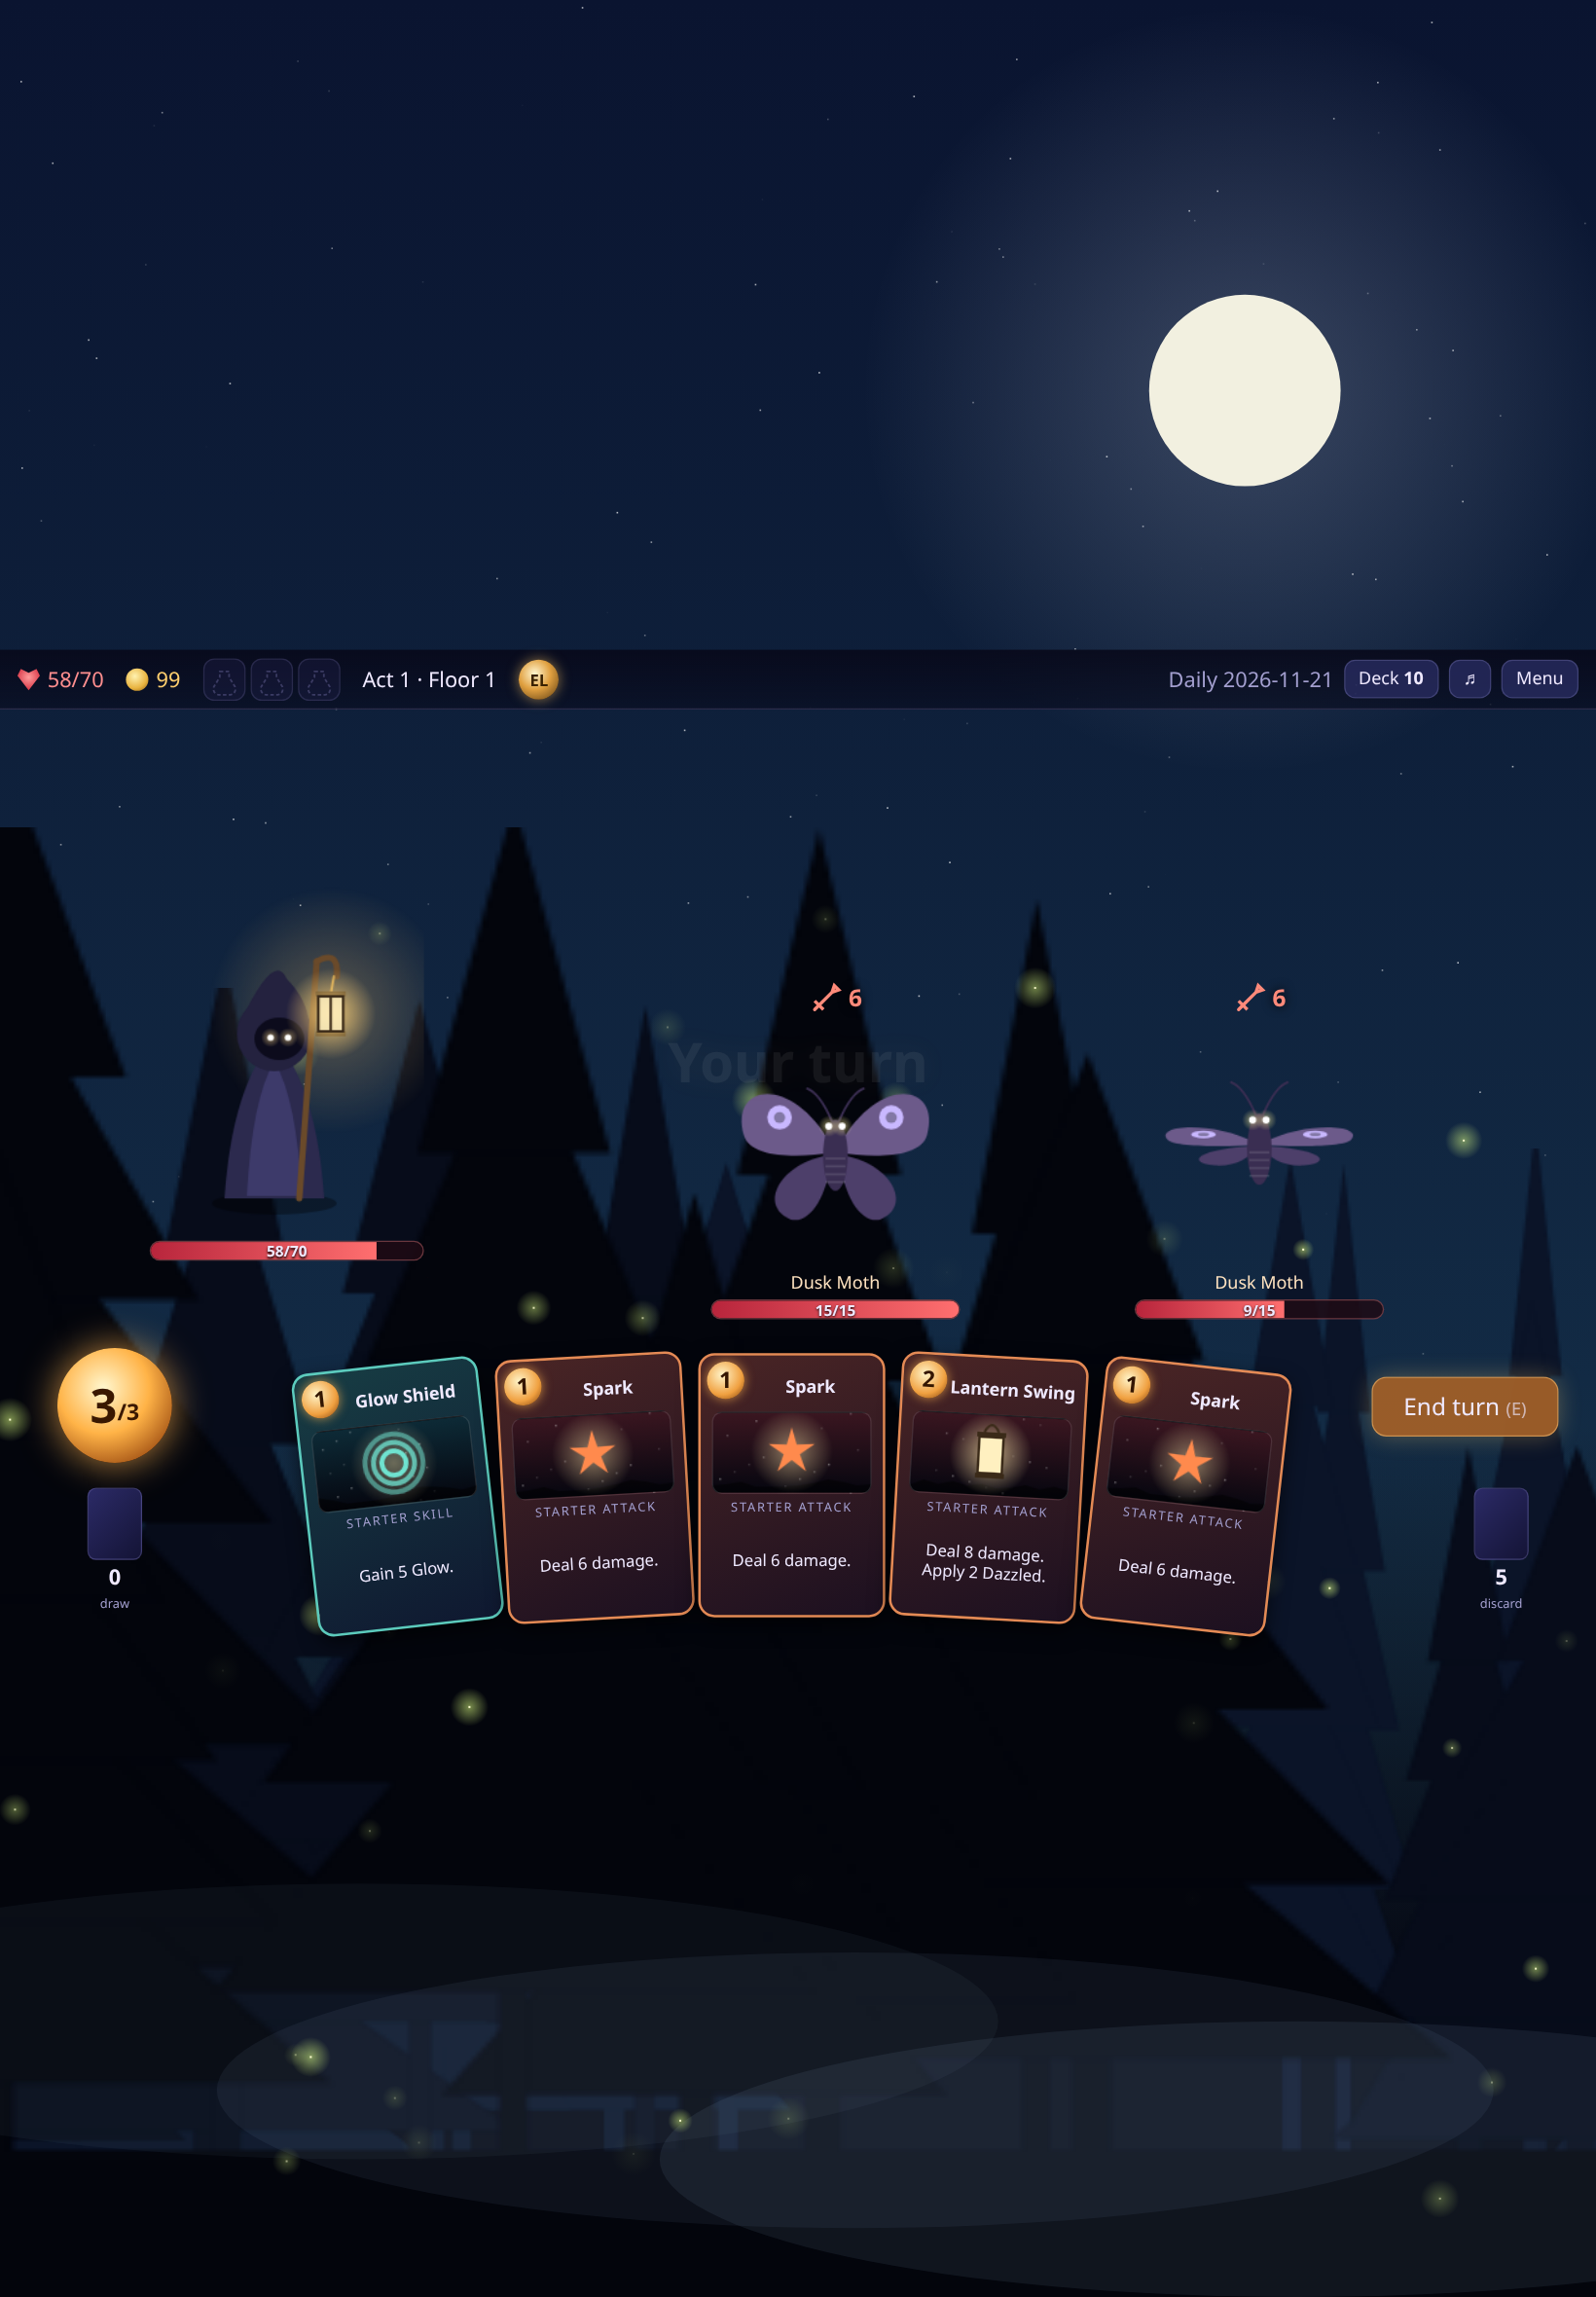 58/70 99 Act 1 · Floor 1 EL Daily 2026-11-21 Deck 10 ♬ Menu
6 6
Your turn
58/70
Dusk Moth
15/15
Dusk Moth
9/15
3/3
1 Glow Shield
STARTER SKILL
Gain 5 Glow.
1 Spark
STARTER ATTACK
Deal 6 damage.
1 Spark
STARTER ATTACK
Deal 6 damage.
2 Lantern Swing
STARTER ATTACK
Deal 8 damage.
Apply 2 Dazzled.
1 Spark
STARTER ATTACK
Deal 6 damage.
End turn (E)
0
draw
5
discard